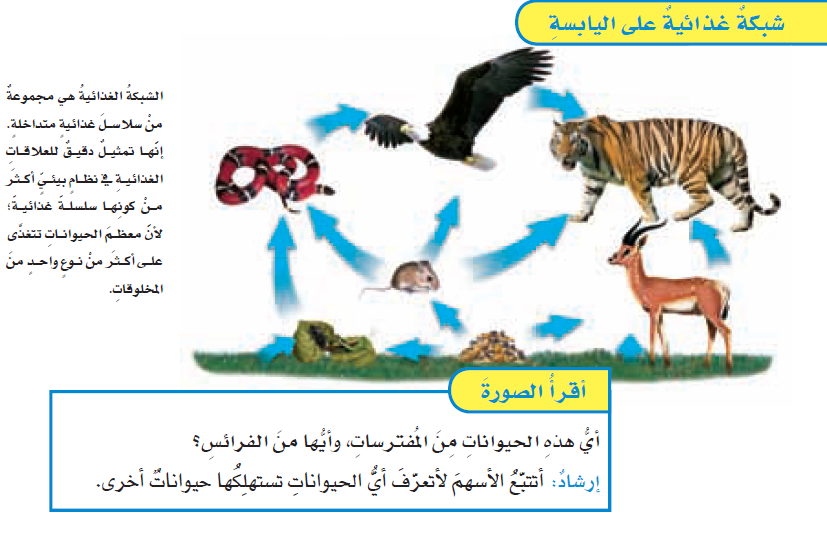 شبكةٌ غذائيةٌ على اليابسةِ
الشبكةُ الغذائيةُ هي مجموعةٌ
منْ سلاسلَ غذائيةٍ متداخلةٍ.
إنّها تمثيلٌ دقيقٌ للعلاقاتِ
الغذائيةِ في نظامٍ بيئيٍّ أكثرَ
منْ كونِها سلسلةً غذائيةً؛
لأنّ معظمَ الحيواناتِ تتغذّى
على أكثرَ منْ نوعٍ واحدٍ منَ
المخلوقاتِ.
أقرأُ الصورةَ
أيُّ هذهِ الحيواناتِ مِنَ المُفترساتِ، وأيُّها منَ الفرائسِ؟
إرشادٌ: أتتبّعُ الأسهمَ لأتعرّفَ أيُّ الحيواناتِ تستهلِكُها حيواناتٌ أخرى.